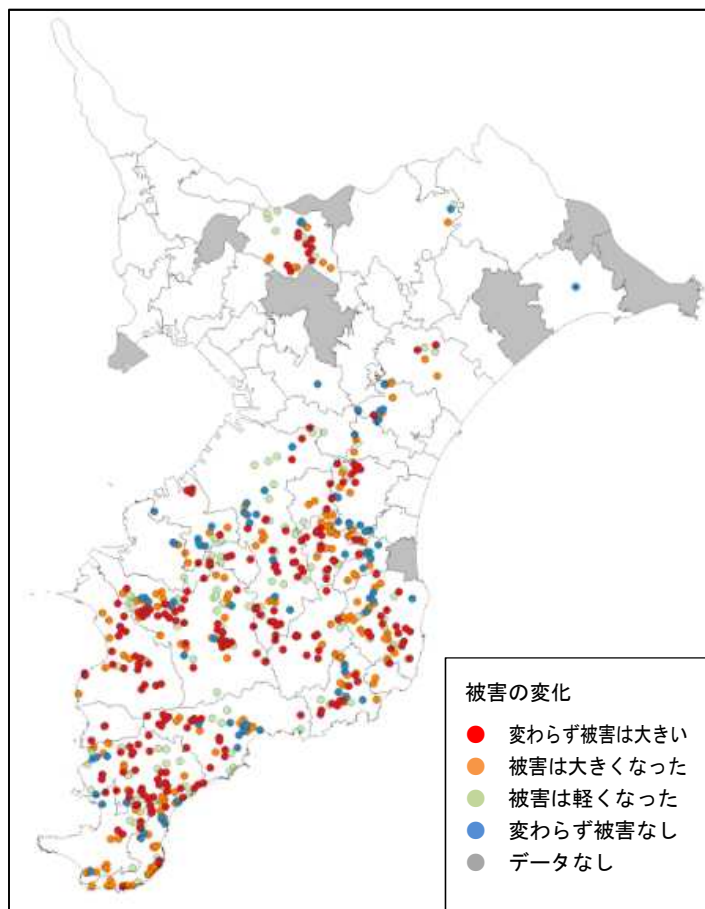 被害の変化
変わらず被害は大きい
被害は大きくなった
被害は軽くなった
変わらず被害なし
データなし